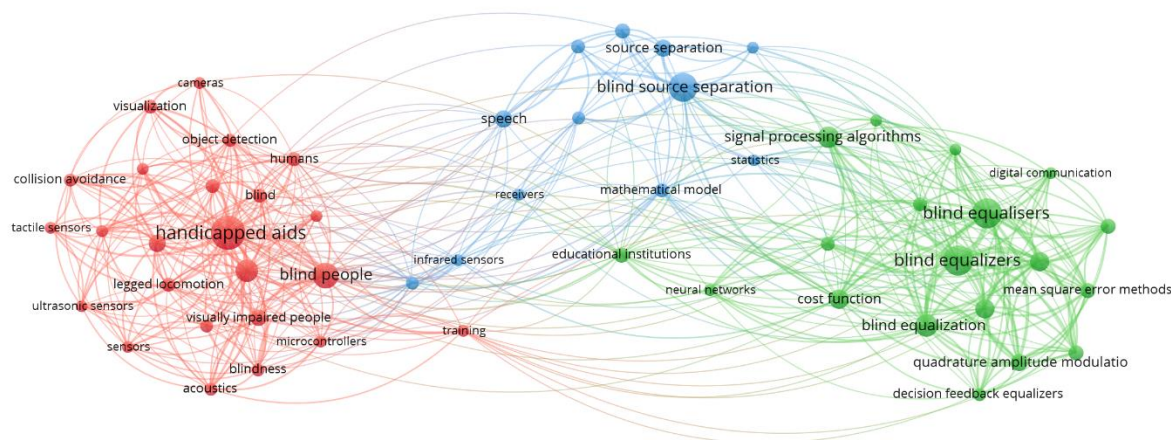 cameras
visualization
object detection
humans
collision avoidance
blind
tactile sensors
handicapped aids
blind people
legged locomotion
ultrasonic sensors
visually impaired people
microcontrollers
sensors
blindness
acoustics
training
source separation
blind source separation
speech
statistics
receivers
mathematical model
infrared sensors
signal processing algorithms
digital communication
blind equalisers
educational institutions
blind equalizers
neural networks
cost function
mean square error methods
blind equalization
quadrature amplitude modulatio
decision feedback equalizers